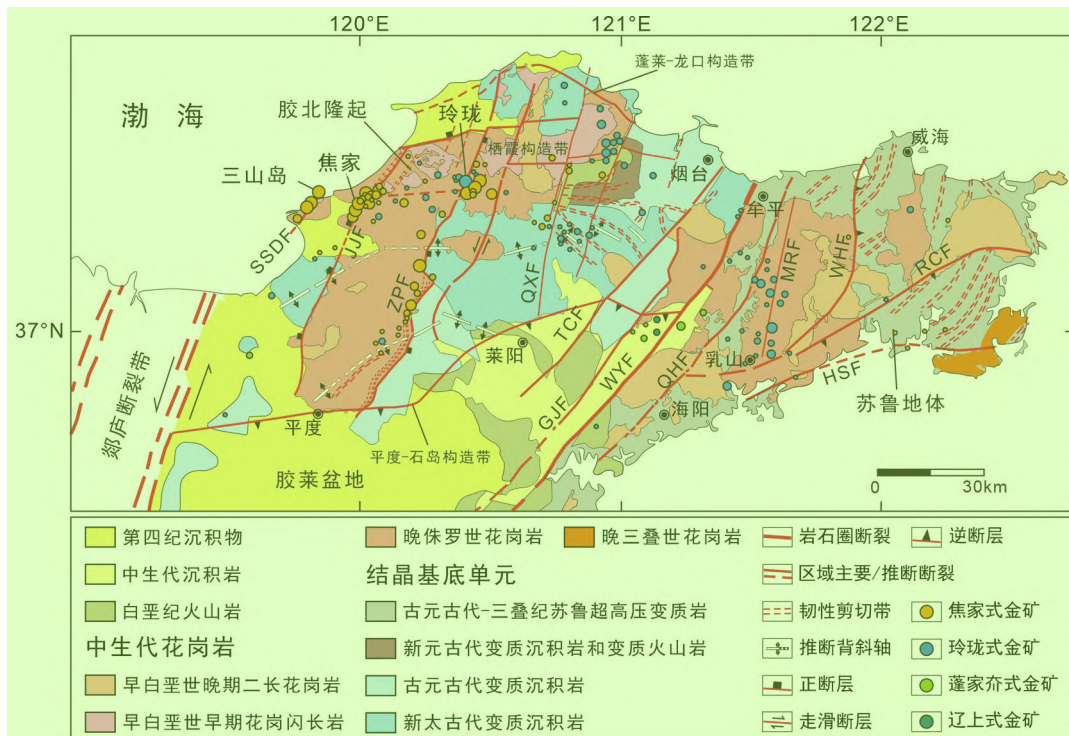 120°E
121°E
122°E
蓬莱-龙口构造带
渤 海
胶北隆起
玲珑
威海
栖霞构造带
焦家
烟台
三山岛
牟平
SSDF
JJF
MRF
WHF
RCF
ZPF
QXF
TCF
37°N
莱阳
WYF
QHF
乳山
HSF
郯庐断裂带
GJF
海阳
苏鲁地体
平度
平度-石岛构造带
胶莱盆地
0 30km
第四纪沉积物
晚侏罗世花岗岩
晚三叠世花岗岩
岩石圈断裂
逆断层
中生代沉积岩
结晶基底单元
区域主要/推断断裂
白垩纪火山岩
古元古代-三叠纪苏鲁超高压变质岩
韧性剪切带
焦家式金矿
中生代花岗岩
新元古代变质沉积岩和变质火山岩
推断背斜轴
玲珑式金矿
早白垩世晚期二长花岗岩
古元古代变质沉积岩
正断层
蓬家夼式金矿
早白垩世早期花岗闪长岩
新太古代变质沉积岩
走滑断层
辽上式金矿